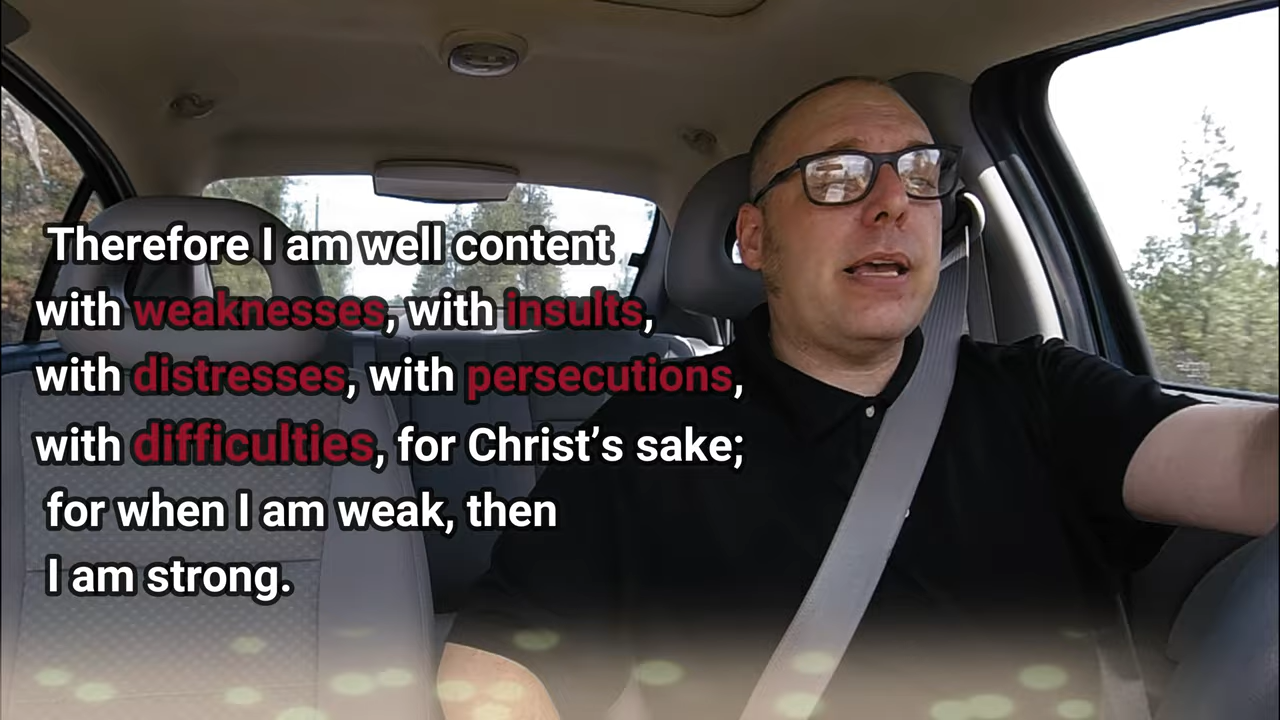 Therefore I am well content
with weaknesses, with insults,
with distresses, with persecutions,
with difficulties, for Christ’s sake;
for when I am weak, then
I am strong.